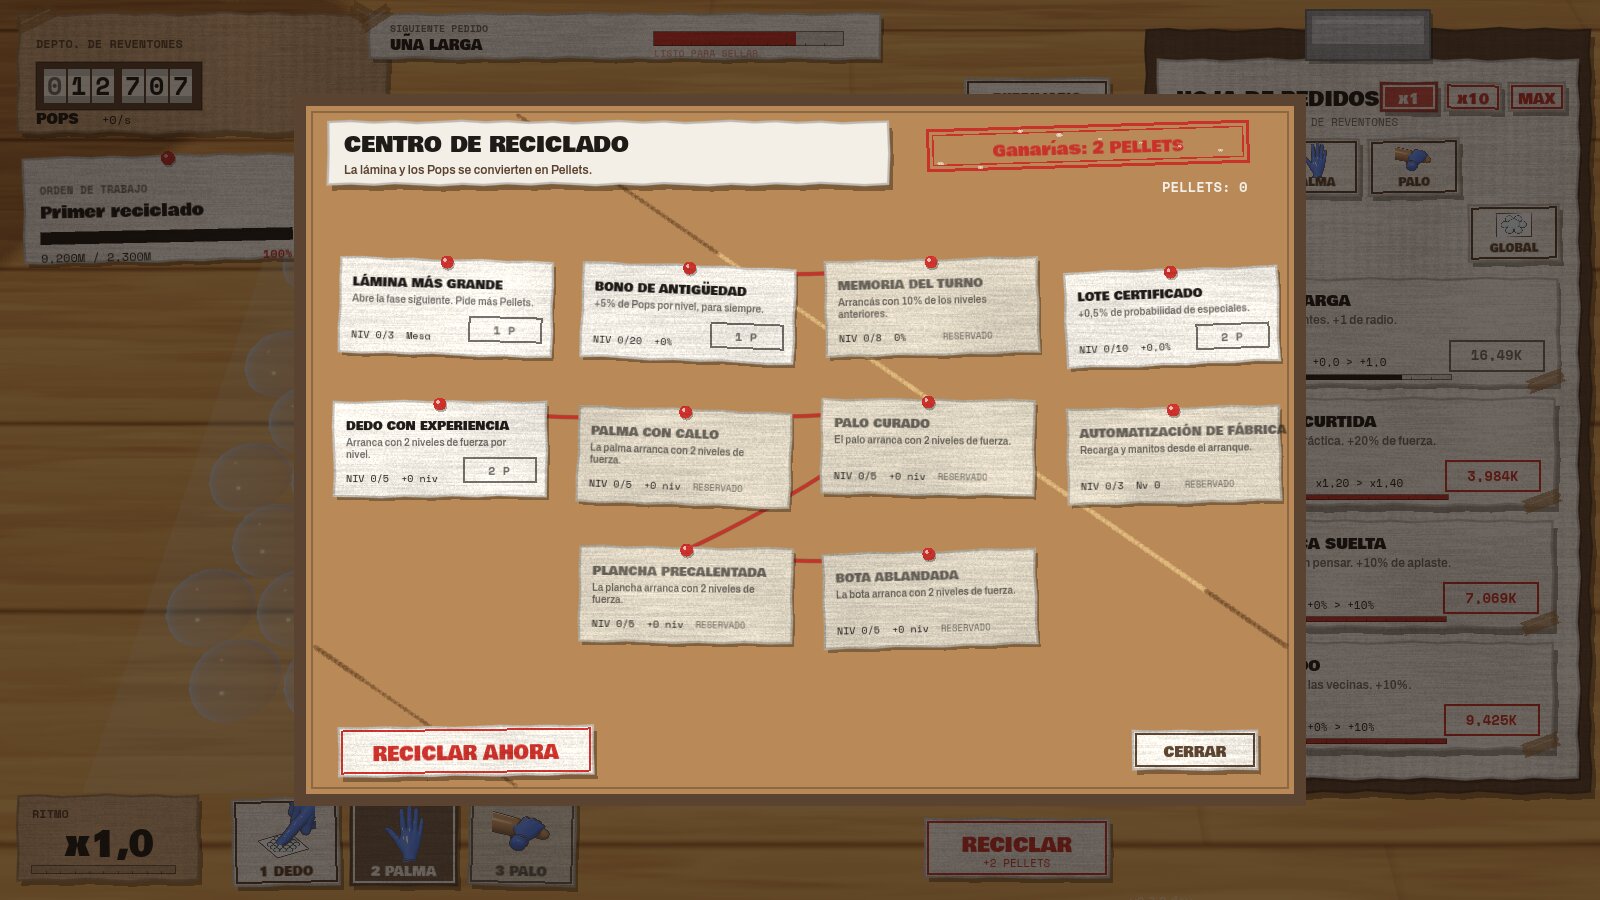 DEPTO. DE REVENTONES
012 707
POPS +0/s
SIGUIENTE PEDIDO
UÑA LARGA
LISTO PARA SELLAR
ORDEN DE TRABAJO
Primer reciclado
9.200M / 2.300M 100%
CENTRO DE RECICLADO
La lámina y los Pops se convierten en Pellets.
Ganarías: 2 PELLETS
PELLETS: 0
LÁMINA MÁS GRANDE
Abre la fase siguiente. Pide más Pellets.
NIV 0/3 Mesa
1 P
BONO DE ANTIGÜEDAD
+5% de Pops por nivel, para siempre.
NIV 0/20 +0%
1 P
MEMORIA DEL TURNO
Arrancás con 10% de los niveles
anteriores.
NIV 0/8 0% RESERVADO
LOTE CERTIFICADO
+0,5% de probabilidad de especiales.
NIV 0/10 +0,0%
2 P
DEDO CON EXPERIENCIA
Arranca con 2 niveles de fuerza por
nivel.
NIV 0/5 +0 niv
2 P
PALMA CON CALLO
La palma arranca con 2 niveles de
fuerza.
NIV 0/5 +0 niv RESERVADO
PALO CURADO
El palo arranca con 2 niveles de fuerza.
NIV 0/5 +0 niv RESERVADO
AUTOMATIZACIÓN DE FÁBRICA
Recarga y manitos desde el arranque.
NIV 0/3 Nv 0 RESERVADO
PLANCHA PRECALENTADA
La plancha arranca con 2 niveles de
fuerza.
NIV 0/5 +0 niv RESERVADO
BOTA ABLANDADA
La bota arranca con 2 niveles de fuerza.
NIV 0/5 +0 niv RESERVADO
RECICLAR AHORA
CERRAR
HOJA DE PEDIDOS
x1
x10
MAX
DE REVENTONES
PALO
GLOBAL
+0,0 > +1,0
+1 de radio.
16,49K
CURTIDA
+20% de fuerza.
x1,20 > x1,40
3,984K
SUELTA
pensar. +10% de aplaste.
+0% > +10%
7,069K
las vecinas. +10%.
+0% > +10%
9,425K
RITMO
x1,0
1 DEDO
2 PALMA
3 PALO
RECICLAR
+2 PELLETS